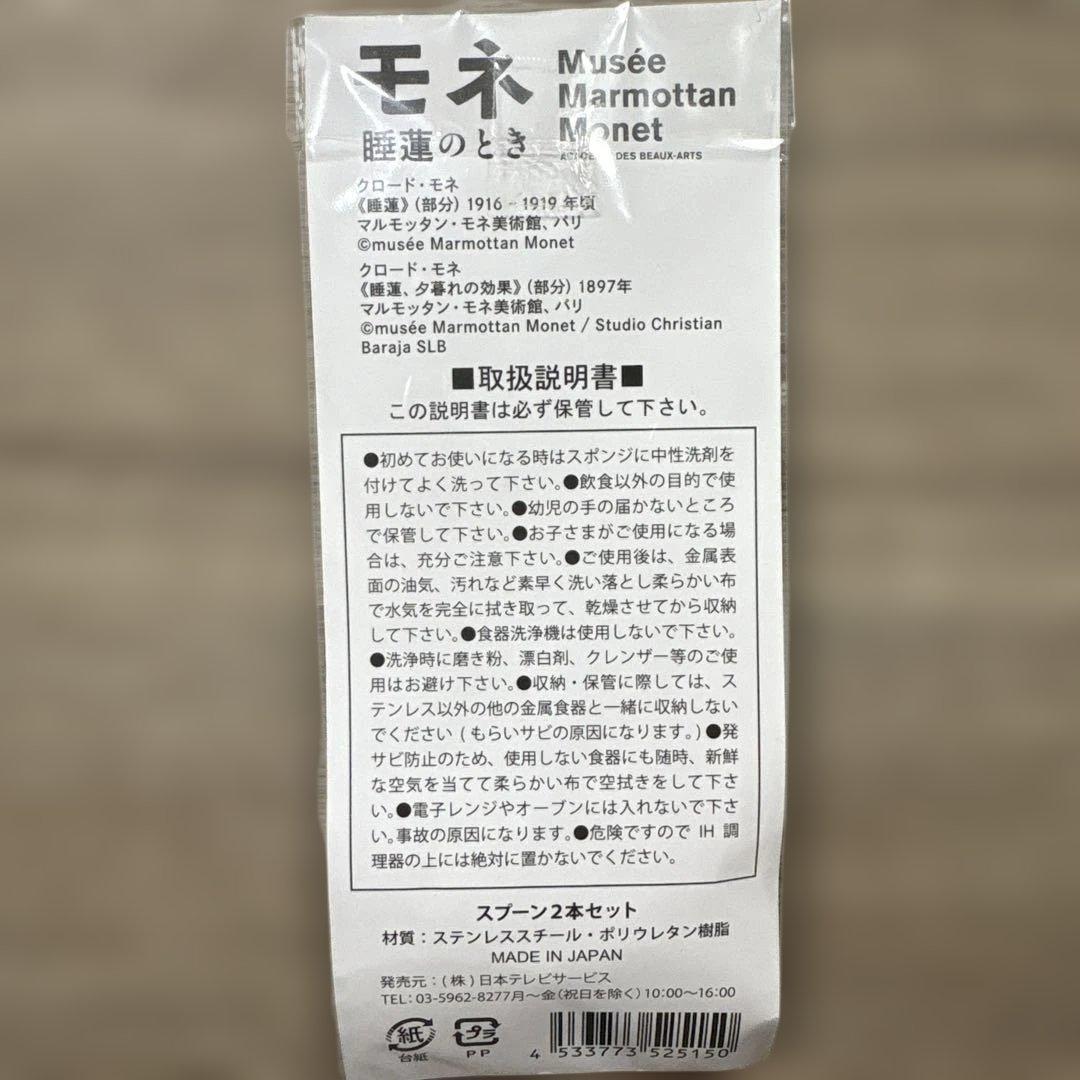 モネ
睡蓮のとき
Musée
Marmottan
Monet
DES BEAUX-ARTS
クロード・モネ
《睡蓮》(部分) 1916 - 1919 年頃
マルモッタン・モネ美術館、パリ
©musée Marmottan Monet
クロード・モネ
《睡蓮、夕暮れの効果》(部分) 1897年
マルモッタン・モネ美術館、パリ
©musée Marmottan Monet / Studio Christian
Baraja SLB
■取扱説明書■
この説明書は必ず保管して下さい。
●初めてお使いになる時はスポンジに中性洗剤を
付けてよく洗って下さい。●飲食以外の目的で使
用しないで下さい。●幼児の手の届かないところ
で保管して下さい。●お子さまがご使用になる場
合は、充分ご注意下さい。●ご使用後は、金属表
面の油気、汚れなど素早く洗い落とし柔らかい布
で水気を完全に拭き取って、乾燥させてから収納
して下さい。●食器洗浄機は使用しないで下さい。
●洗浄時に磨き粉、漂白剤、クレンザー等のご使
用はお避け下さい。●収納・保管に際しては、ス
テンレス以外の他の金属食器と一緒に収納しない
でください ( もらいサビの原因になります。) ●発
サビ防止のため、使用しない食器にも随時、新鮮
な空気を当てて柔らかい布で空拭きをして下さ
い。●電子レンジやオーブンには入れないで下さ
い。事故の原因になります。●危険ですので IH 調
理器の上には絶対に置かないでください。
スプーン2本セット
材質：ステンレススチール・ポリウレタン樹脂
MADE IN JAPAN
発売元：(株)日本テレビサービス
TEL：03-5962-8277月〜金(祝日を除く)10:00〜16:00
紙
台紙
プラ
PP
4 533773 525150